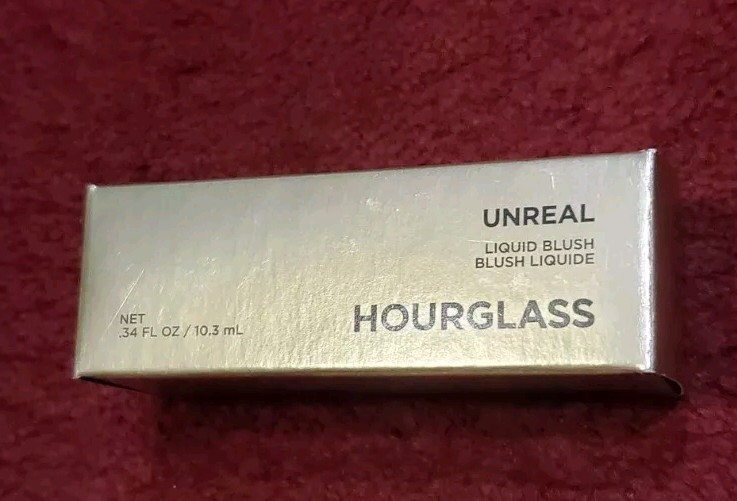 UNREAL
LIQUID BLUSH
BLUSH LIQUIDE
HOURGLASS
NET
.34 FL OZ / 10.3 mL